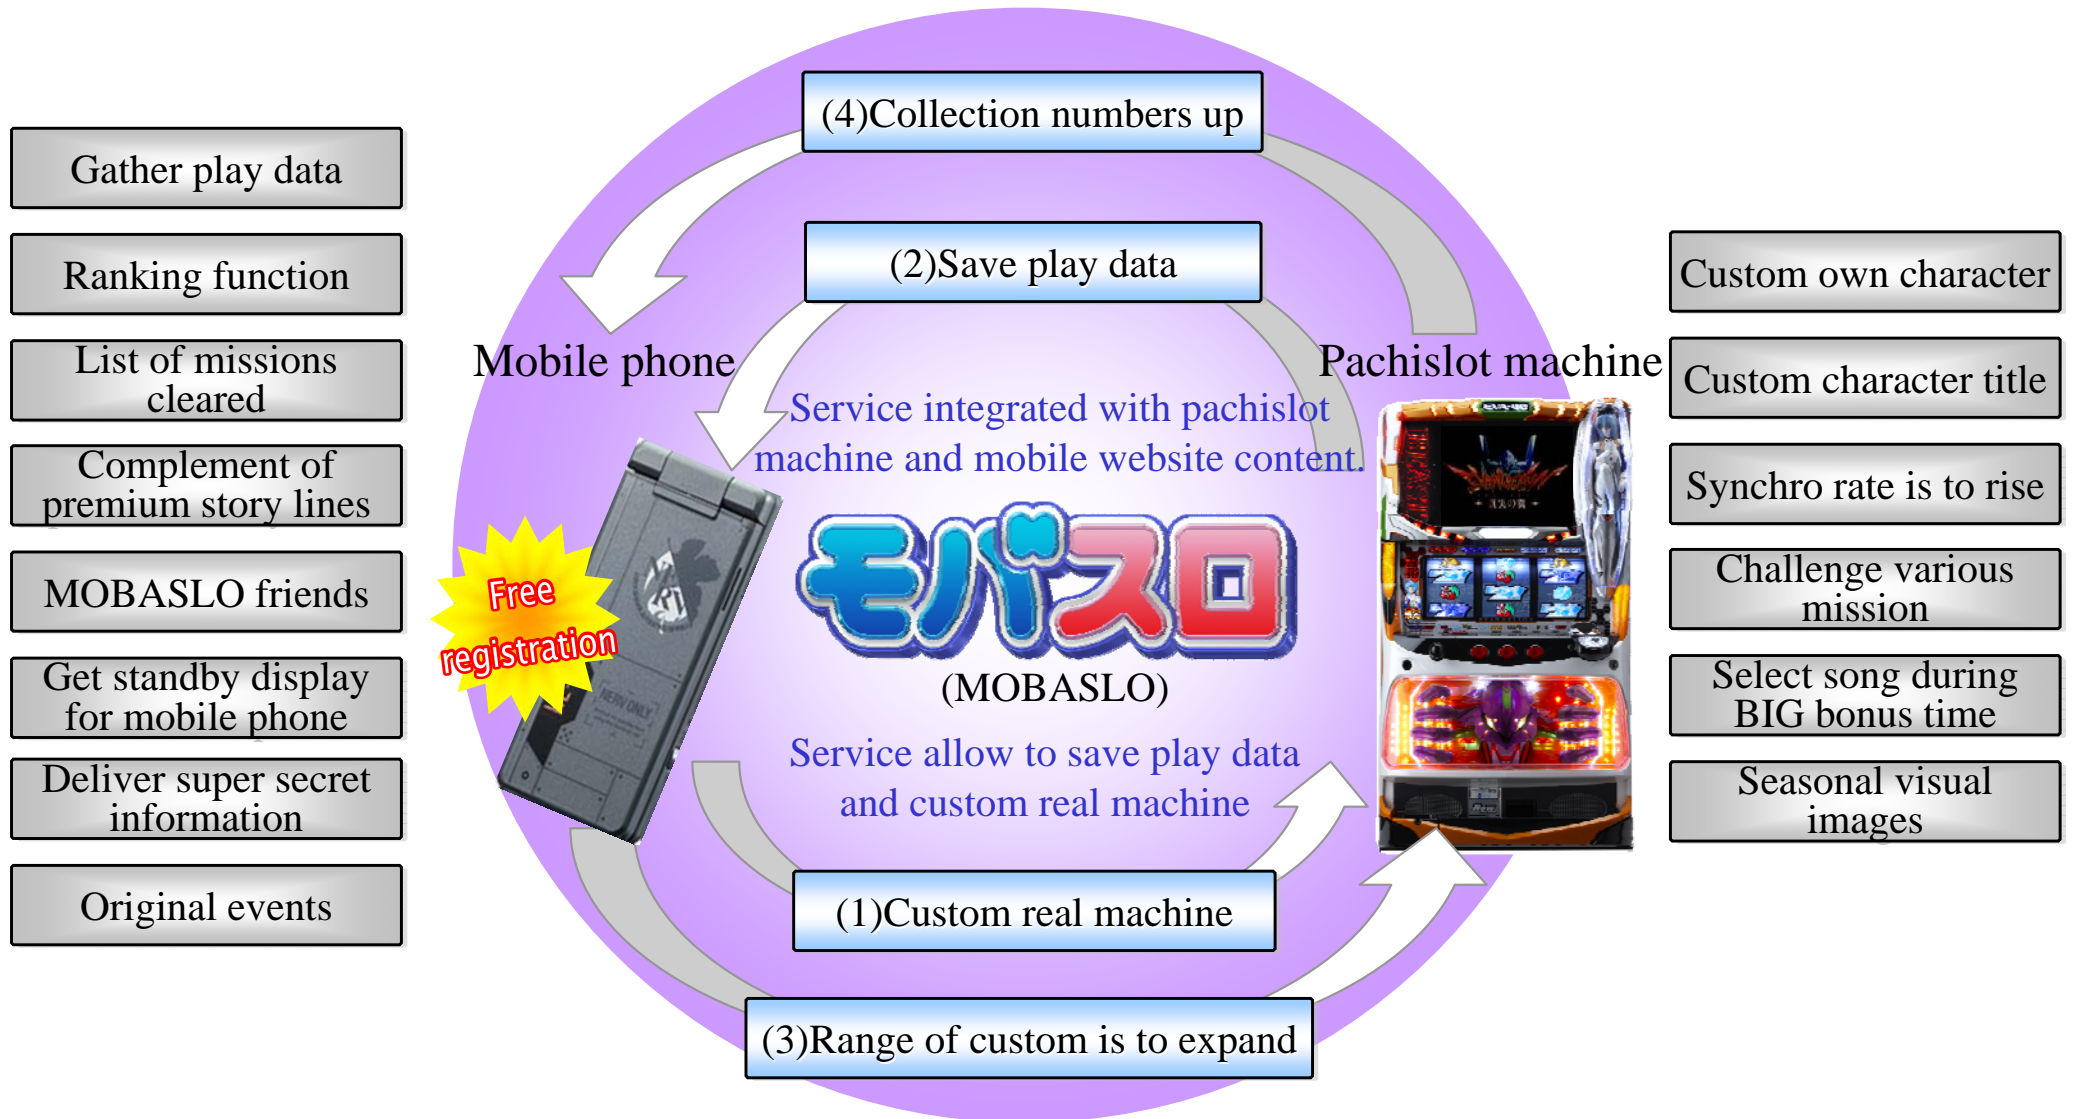 (4)Collection numbers up
Gather play data
Ranking function
List of missions
cleared
Complement of
premium story lines
MOBASLO friends
Get standby display
for mobile phone
Deliver super secret
information
Original events
(2)Save play data
Mobile phone
Pachislot machine
Service integrated with pachislot
machine and mobile website content.
モバスロ
(MOBASLO)
Service allow to save play data
and custom real machine
Free
registration
NERV ONLY
(1)Custom real machine
(3)Range of custom is to expand
Custom own character
Custom character title
Synchro rate is to rise
Challenge various
mission
Select song during
BIG bonus time
Seasonal visual
images